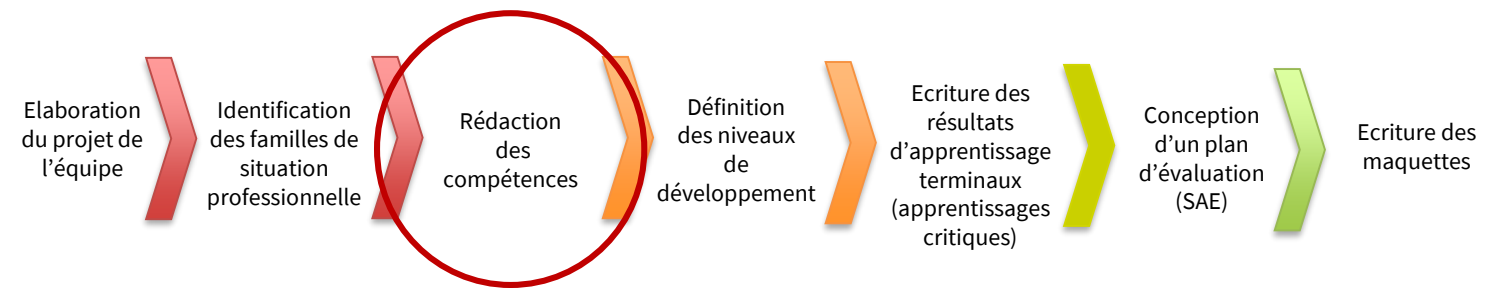 Elaboration
du projet de
l'équipe
Identification
des familles de
situation
professionnelle
Rédaction
des
compétences
Définition
des niveaux
de
développement
Ecriture des
résultats
d'apprentissage
terminaux
(apprentissages
critiques)
Conception
d'un plan
d'évaluation
(SAE)
Ecriture des
maquettes